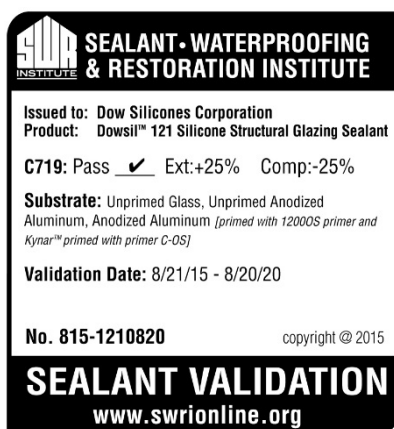 SWR
INSTITUTE
SEALANT • WATERPROOFING
& RESTORATION INSTITUTE
Issued to: Dow Silicones Corporation
Product: Dowsil™ 121 Silicone Structural Glazing Sealant
C719: Pass ✔ Ext:+25% Comp:-25%
Substrate: Unprimed Glass, Unprimed Anodized
Aluminum, Anodized Aluminum [primed with 1200OS primer and
Kynar™ primed with primer C-OS]
Validation Date: 8/21/15 - 8/20/20
No. 815-1210820
copyright @ 2015
SEALANT VALIDATION
www.swrionline.org